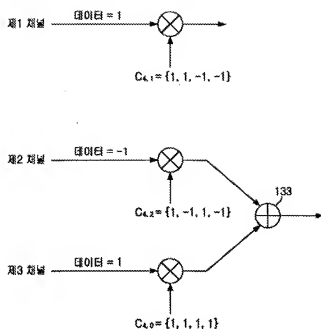 제1 채널 데이터 = 1
C4,1 = {1, 1, -1, -1}
제2 채널 데이터 = -1
133
C4,2 = {1, -1, 1, -1}
제3 채널 데이터 = 1
C4,0 = {1, 1, 1, 1}